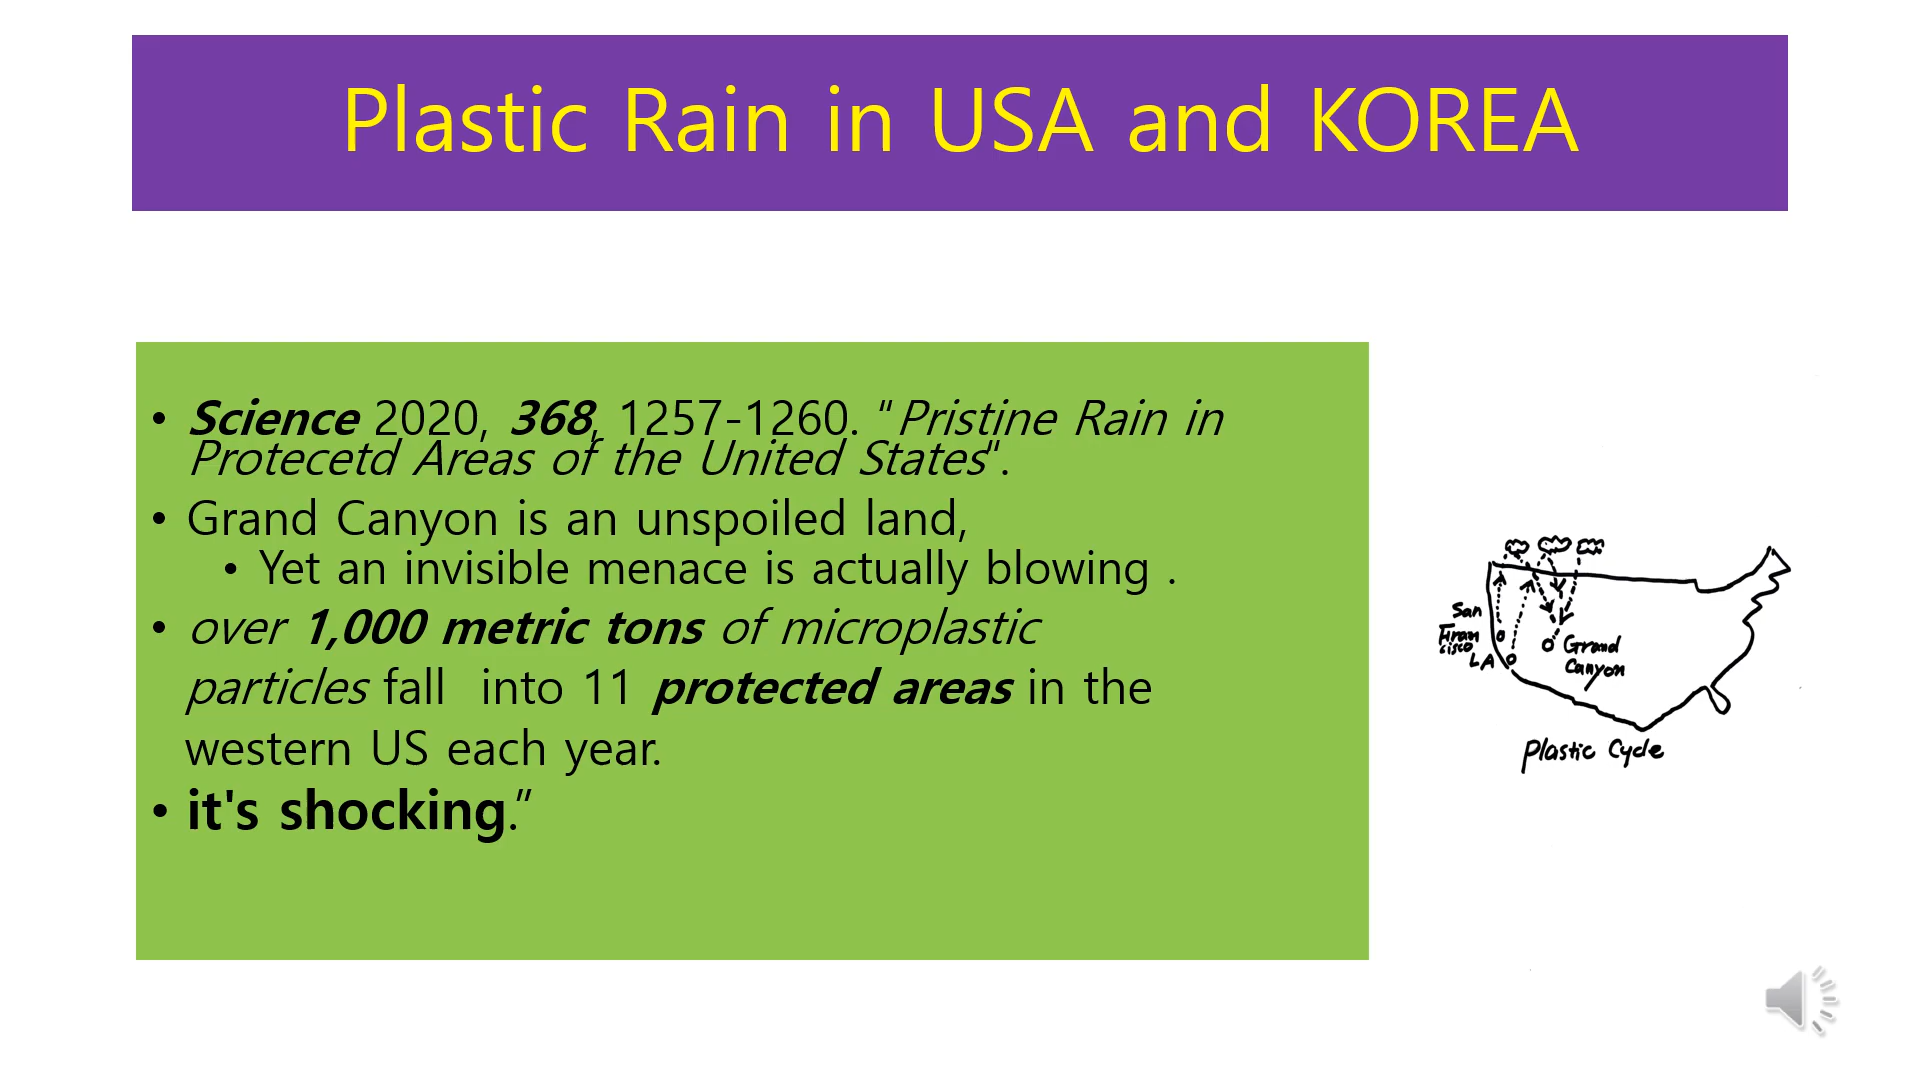 Plastic Rain in USA and KOREA
• Science 2020, 368, 1257-1260. “Pristine Rain in
Protecetd Areas of the United States”.
• Grand Canyon is an unspoiled land,
• Yet an invisible menace is actually blowing .
• over 1,000 metric tons of microplastic
particles fall into 11 protected areas in the
western US each year.
• it's shocking.”
San
Fran
cisco
LA
Grand
Canyon
Plastic Cycle